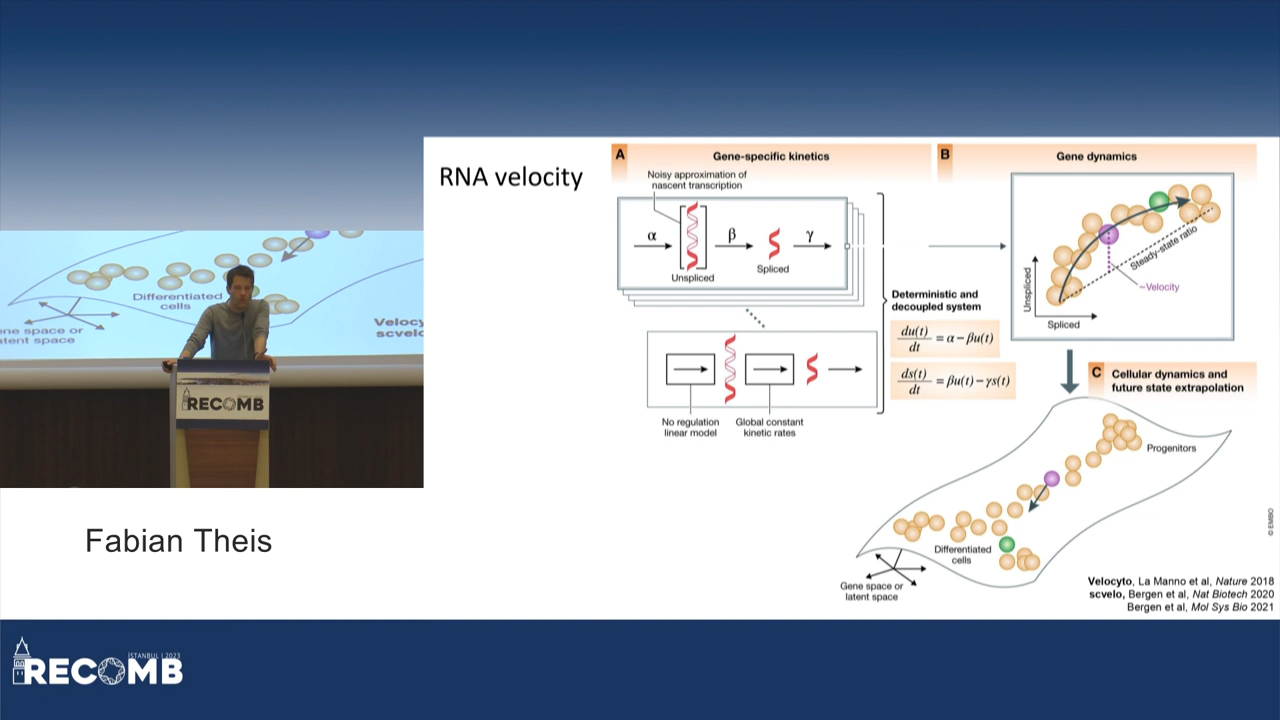 RNA velocity
A
Gene-specific kinetics
Noisy approximation of
nascent transcription
α
β
γ
Unspliced
Spliced
No regulation
linear model
Global constant
kinetic rates
Deterministic and
decoupled system
du(t)/dt = α – βu(t)
ds(t)/dt = βu(t) – γs(t)
B
Gene dynamics
Unspliced
Spliced
Steady-state ratio
~Velocity
C
Cellular dynamics and
future state extrapolation
Progenitors
Differentiated
cells
Gene space or
latent space
© EMBO
Velocyto, La Manno et al, Nature 2018
scvelo, Bergen et al, Nat Biotech 2020
Bergen et al, Mol Sys Bio 2021
Differentiated
cells
ene space or
tent space
Velocy
scvelo
RECOMB
Fabian Theis
İSTANBUL | 2023
RECOMB